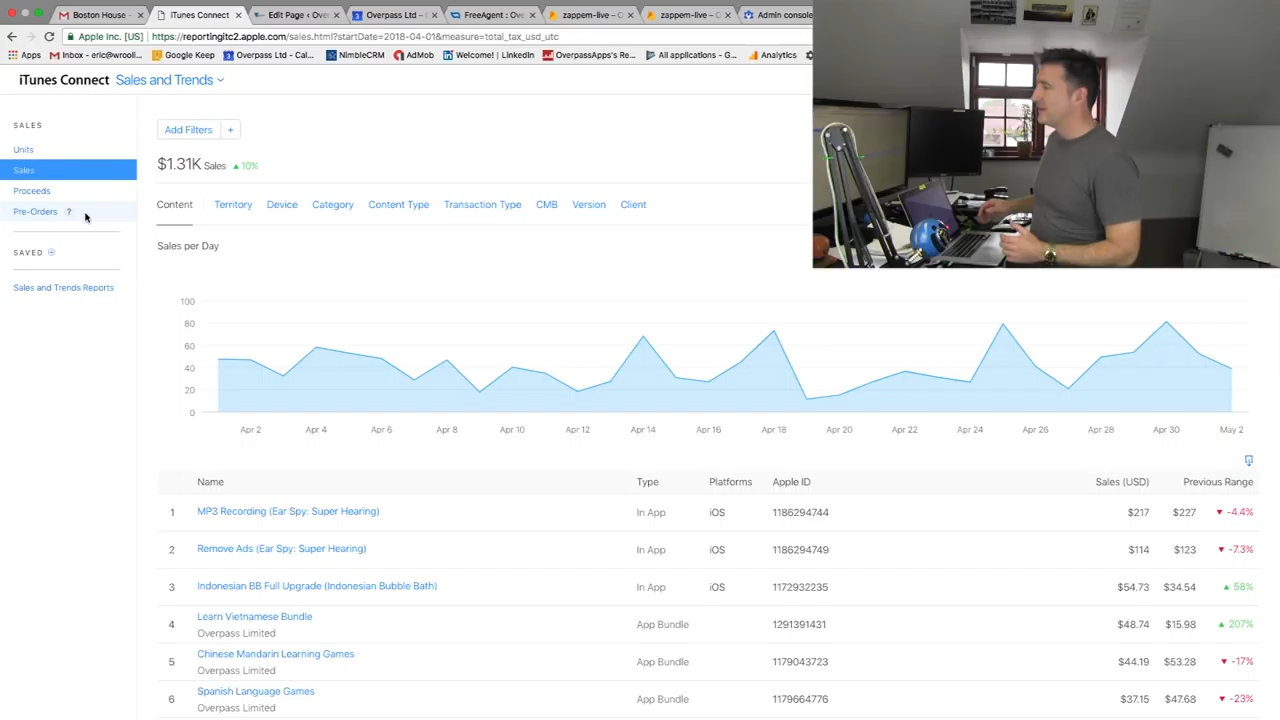 Boston House -
iTunes Connect
Edit Page ‹ Ove
Overpass Ltd - C
FreeAgent: Ove
zappem-live –
zappem-live –
Admin console
Apple Inc. [US] https://reportingitc2.apple.com/sales.html?startDate=2018-04-01&measure=total_tax_usd_utc
Apps
Inbox - eric@wrooli...
Google Keep
Overpass Ltd - Cal...
NimbleCRM
AdMob
Welcome! | LinkedIn
OverpassApps's Re...
All applications - G...
Analytics
iTunes Connect Sales and Trends
SALES
Units
Sales
Proceeds
Pre-Orders ?
SAVED
Sales and Trends Reports
Add Filters +
$1.31K Sales ▲ 10%
Content Territory Device Category Content Type Transaction Type CMB Version Client
Sales per Day
100
80
60
40
20
0
Apr 2 Apr 4 Apr 6 Apr 8 Apr 10 Apr 12 Apr 14 Apr 16 Apr 18 Apr 20 Apr 22 Apr 24 Apr 26 Apr 28 Apr 30 May 2
Name Type Platforms Apple ID Sales (USD) Previous Range
1 MP3 Recording (Ear Spy: Super Hearing) In App iOS 1186294744 $217 $227 ▼ -4.4%
2 Remove Ads (Ear Spy: Super Hearing) In App iOS 1186294749 $114 $123 ▼ -7.3%
3 Indonesian BB Full Upgrade (Indonesian Bubble Bath) In App iOS 1172932235 $54.73 $34.54 ▲ 58%
4 Learn Vietnamese Bundle App Bundle 1291391431 $48.74 $15.98 ▲ 207%
Overpass Limited
5 Chinese Mandarin Learning Games App Bundle 1179043723 $44.19 $53.28 ▼ -17%
Overpass Limited
6 Spanish Language Games App Bundle 1179664776 $37.15 $47.68 ▼ -23%
Overpass Limited